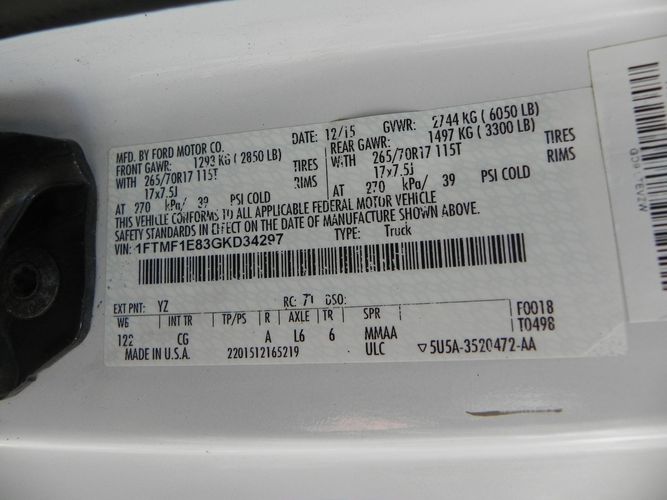 MFD. BY FORD MOTOR CO.
DATE: 12/15 GVWR: 2744 KG ( 6050 LB)
FRONT GAWR: 1293 KG ( 2850 LB)
REAR GAWR: 1497 KG ( 3300 LB)
WITH 265/70R17 115T TIRES
WITH 265/70R17 115T TIRES
17x7.5J RIMS
17x7.5J RIMS
AT 270 kPa/ 39 PSI COLD
AT 270 kPa/ 39 PSI COLD
THIS VEHICLE CONFORMS TO ALL APPLICABLE FEDERAL MOTOR VEHICLE
SAFETY STANDARDS IN EFFECT ON THE DATE OF MANUFACTURE SHOWN ABOVE.
VIN: 1FTMF1E83GKD34297 TYPE: Truck
EXT PNT: YZ RC: 71 DSO:
WB INT TR TP/PS R AXLE TR SPR
F0018
122 CG A L6 6 MMAA
T0498
MADE IN U.S.A. 2201512165219 ULC ▽5U5A-3520472-AA